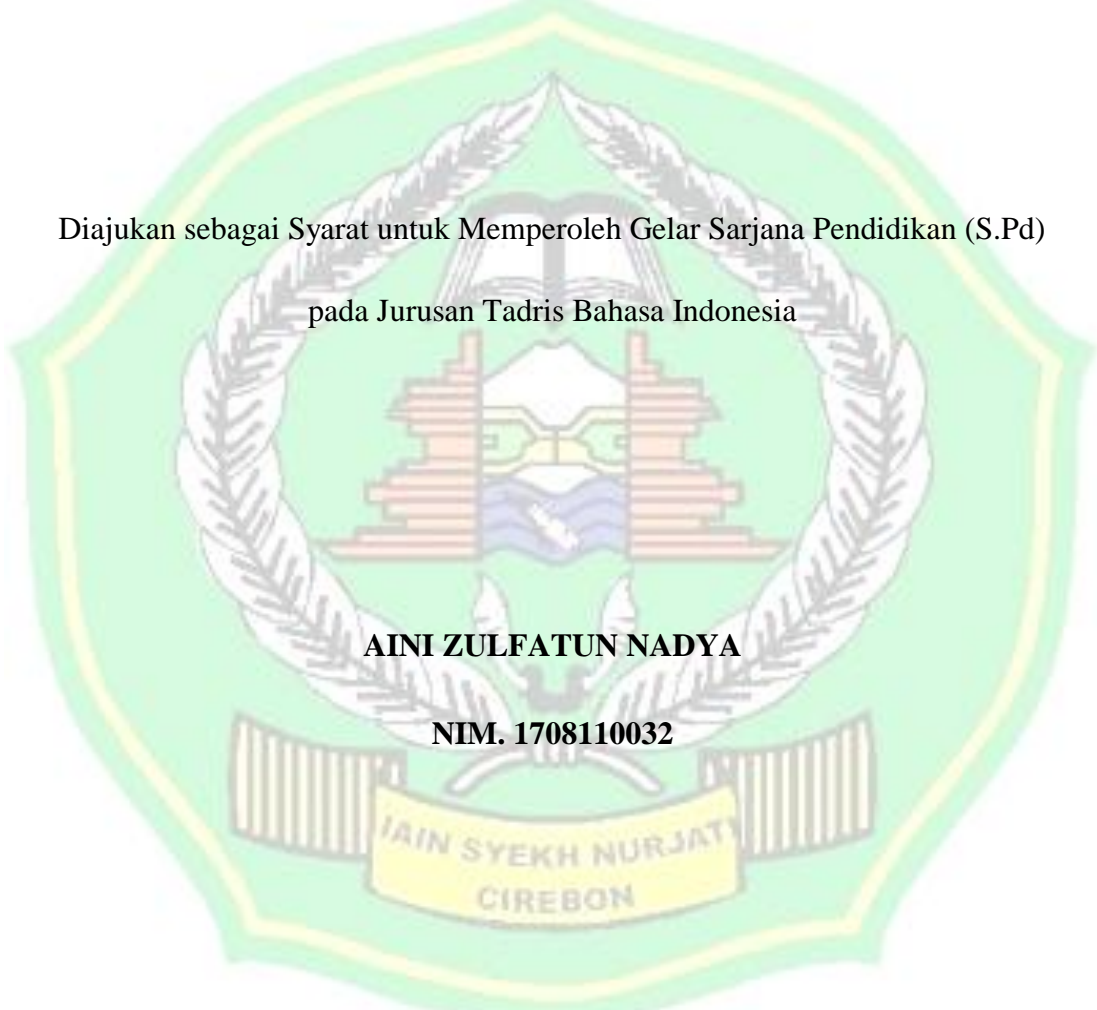 Diajukan sebagai Syarat untuk Memperoleh Gelar Sarjana Pendidikan (S.Pd)
pada Jurusan Tadris Bahasa Indonesia
AINI ZULFATUN NADYA
NIM. 1708110032
IAIN SYEKH NURJATI
CIREBON